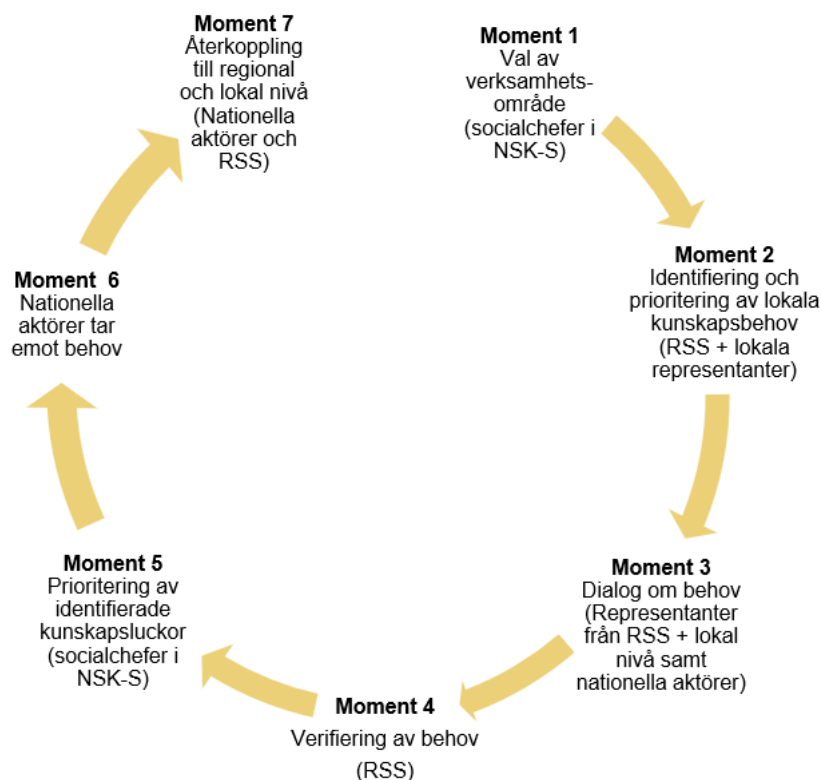 Moment 1
Val av
verksamhets-
område
(socialchefer i
NSK-S)
Moment 2
Identifiering och
prioritering av lokala
kunskapsbehov
(RSS + lokala
representanter)
Moment 3
Dialog om behov
(Representanter
från RSS + lokal
nivå samt
nationella aktörer)
Moment 4
Verifiering av behov
(RSS)
Moment 5
Prioritering av
identifierade
kunskapsluckor
(socialchefer i
NSK-S)
Moment 6
Nationella
aktörer tar
emot behov
Moment 7
Återkoppling
till regional
och lokal nivå
(Nationella
aktörer och
RSS)